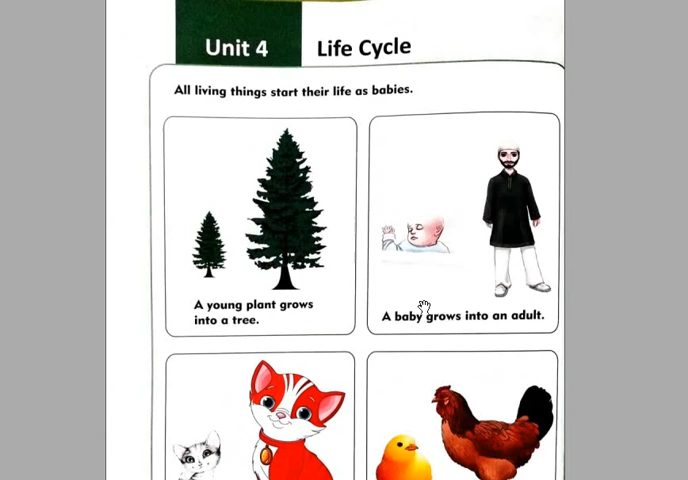 Unit 4
Life Cycle
All living things start their life as babies.
A young plant grows
into a tree.
A baby grows into an adult.